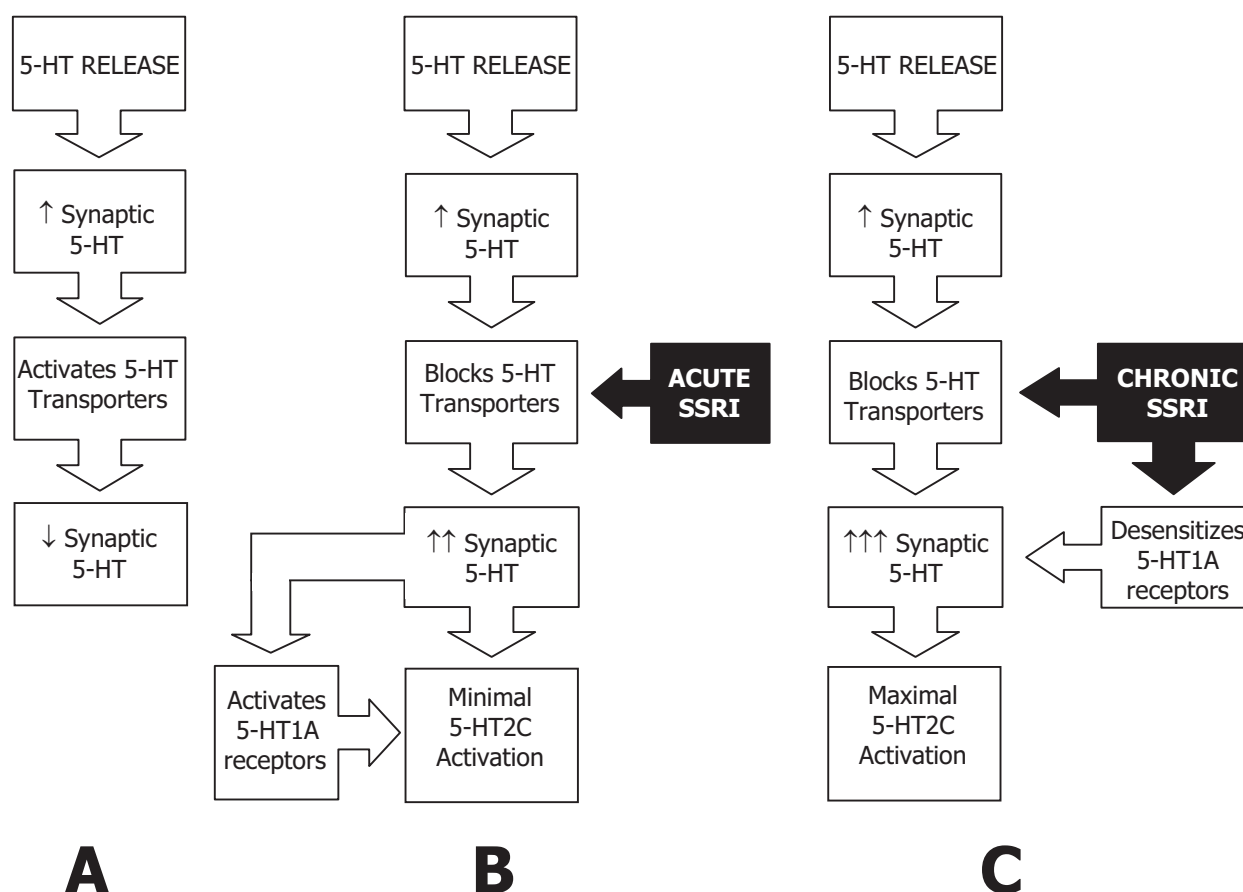 5-HT RELEASE
↑ Synaptic
5-HT
Activates 5-HT
Transporters
↓ Synaptic
5-HT
A
5-HT RELEASE
↑ Synaptic
5-HT
Blocks 5-HT
Transporters
ACUTE
SSRI
↑↑ Synaptic
5-HT
Activates
5-HT1A
receptors
Minimal
5-HT2C
Activation
B
5-HT RELEASE
↑ Synaptic
5-HT
Blocks 5-HT
Transporters
CHRONIC
SSRI
↑↑↑ Synaptic
5-HT
Desensitizes
5-HT1A
receptors
Maximal
5-HT2C
Activation
C